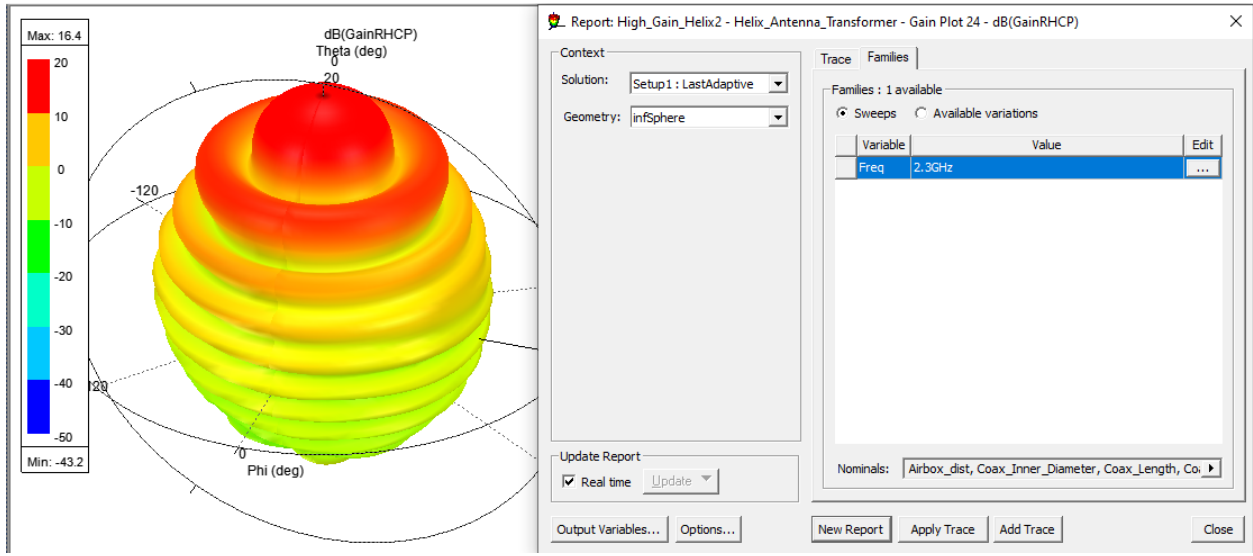 Max: 16.4
20
10
0
-10
-20
-30
-40
-50
Min: -43.2
dB(GainRHCP)
Theta (deg)
0
20
-120
120
0
Phi (deg)
Report: High_Gain_Helix2 - Helix_Antenna_Transformer - Gain Plot 24 - dB(GainRHCP)
Context
Solution: Setup1 : LastAdaptive
Geometry: infSphere
Update Report
Real time Update
Output Variables... Options...
Trace Families
Families : 1 available
Sweeps Available variations
Variable Value Edit
Freq 2.3GHz ...
Nominals: Airbox_dist, Coax_Inner_Diameter, Coax_Length, Coa
New Report Apply Trace Add Trace Close